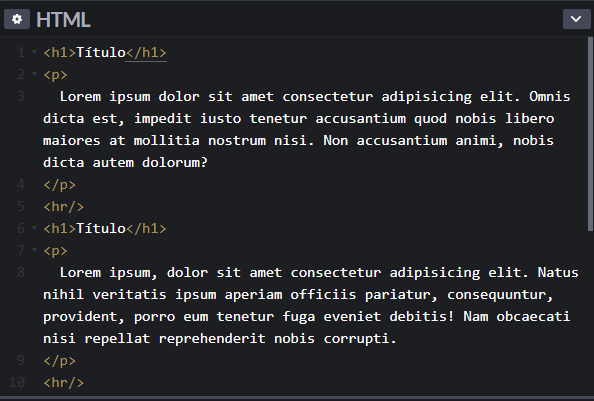 HTML
1 <h1>Título</h1>
2 <p>
3 Lorem ipsum dolor sit amet consectetur adipisicing elit. Omnis
dicta est, impedit iusto tenetur accusantium quod nobis libero
maiores at mollitia nostrum nisi. Non accusantium animi, nobis
dicta autem dolorum?
4 </p>
5 <hr/>
6 <h1>Título</h1>
7 <p>
8 Lorem ipsum, dolor sit amet consectetur adipisicing elit. Natus
nihil veritatis ipsum aperiam officiis pariatur, consequuntur,
provident, porro eum tenetur fuga eveniet debitis! Nam obcaecati
nisi repellat reprehenderit nobis corrupti.
9 </p>
10 <hr/>